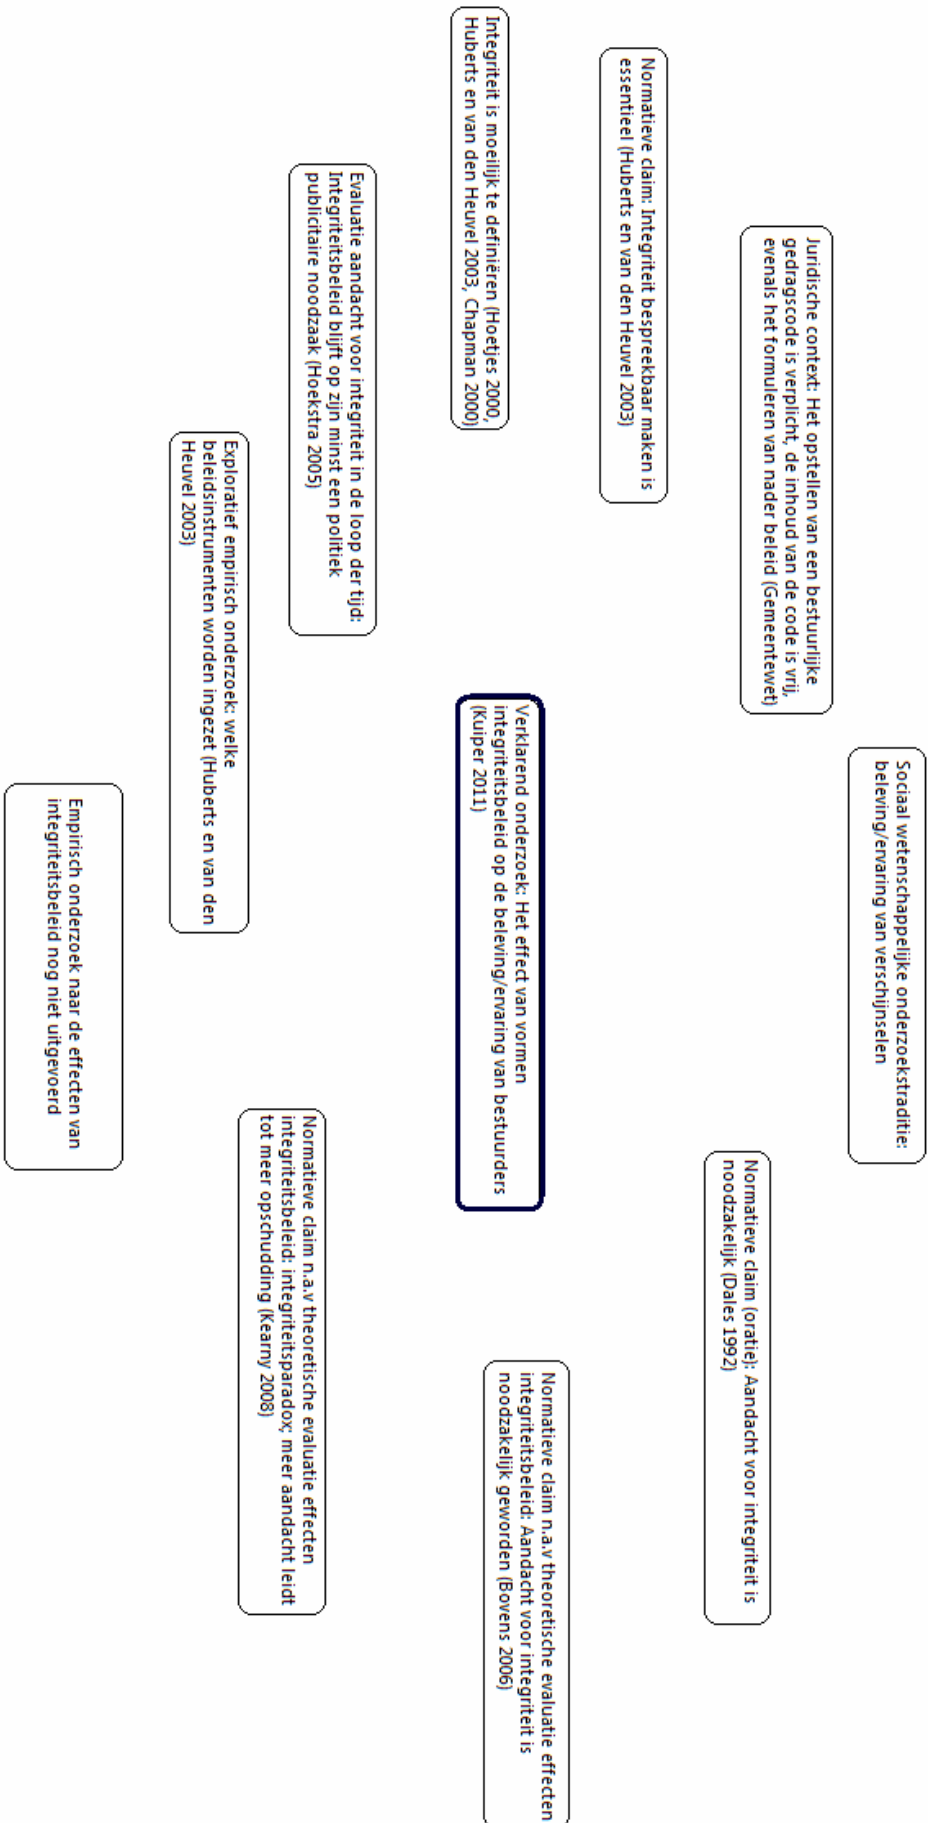 Sociaal wetenschappelijke onderzoekstraditie:
beleving/ervaring van verschijnselen
Juridische context: Het opstellen van een bestuurlijke
gedragscode is verplicht, de inhoud van de code is vrij,
evenals het formuleren van nader beleid (Gemeentewet)
Normatieve claim (oratie): Aandacht voor integriteit is
noodzakelijk (Dales 1992)
Normatieve claim: Integriteit bespreekbaar maken is
essentieel (Huberts en van den Heuvel 2003)
Normatieve claim n.a.v theoretische evaluatie effecten
integriteitsbeleid: Aandacht voor integriteit is
noodzakelijk geworden (Bovens 2006)
Verklarend onderzoek: Het effect van vormen
integriteitsbeleid op de beleving/ervaring van bestuurders
(Kuiper 2011)
Integriteit is moeilijk te definiëren (Hoetjes 2000,
Huberts en van den Heuvel 2003, Chapman 2000)
Evaluatie aandacht voor integriteit in de loop der tijd:
Integriteitsbeleid blijft op zijn minst een politiek
publicitaire noodzaak (Hoekstra 2005)
Normatieve claim n.a.v theoretische evaluatie effecten
integriteitsbeleid: integriteitsparadox; meer aandacht leidt
tot meer opschudding (Kearny 2008)
Exploratief empirisch onderzoek: welke
beleidsinstrumenten worden ingezet (Huberts en van den
Heuvel 2003)
Empirisch onderzoek naar de effecten van
integriteitsbeleid nog niet uitgevoerd